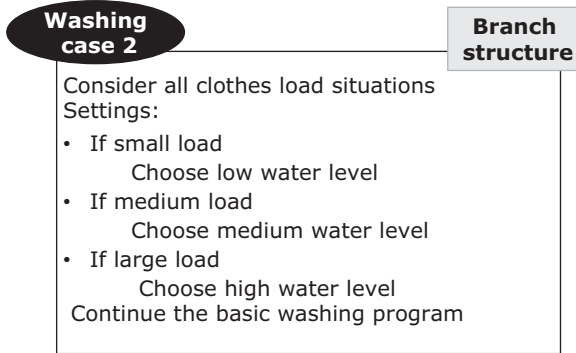 Washing
case 2
Branch
structure
Consider all clothes load situations
Settings:
• If small load
Choose low water level
• If medium load
Choose medium water level
• If large load
Choose high water level
Continue the basic washing program